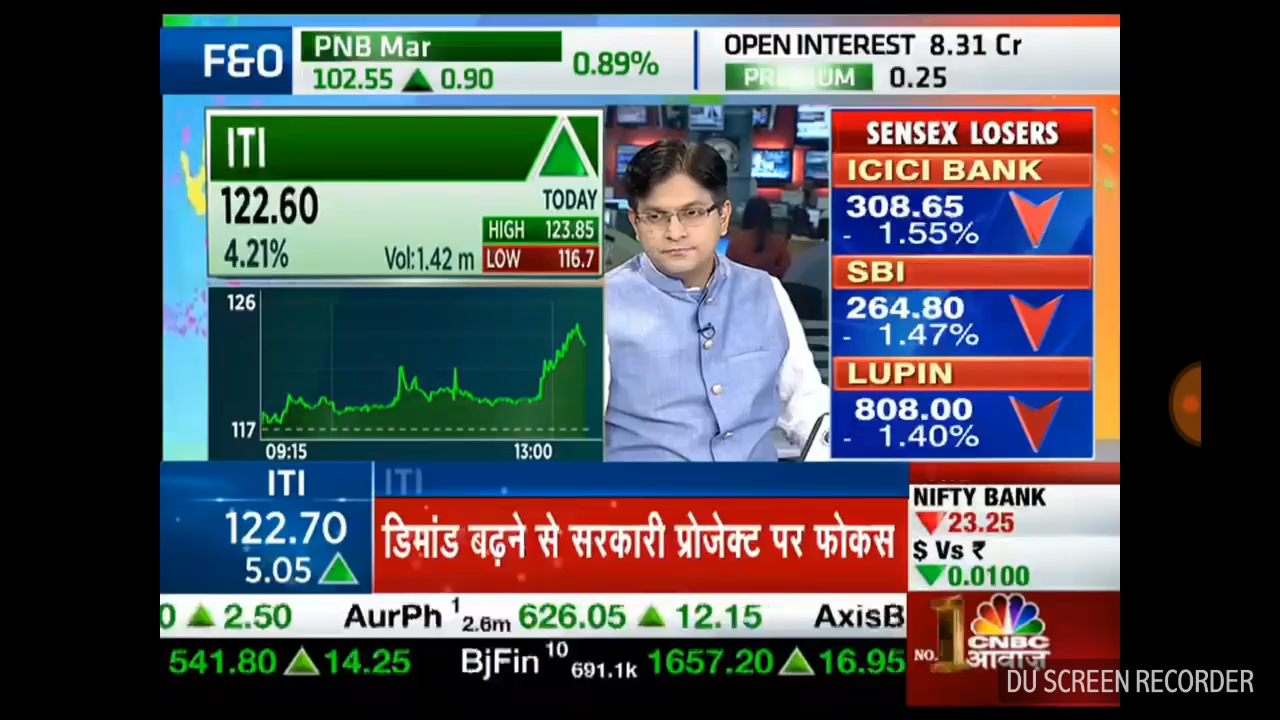 F&O
PNB Mar
102.55 ▲ 0.90
0.89%
OPEN INTEREST 8.31 Cr
PREMIUM 0.25
ITI
122.60
4.21%
TODAY
HIGH 123.85
Vol:1.42 m
LOW 116.7
126
117
09:15
13:00
SENSEX LOSERS
ICICI BANK
308.65
- 1.55%
SBI
264.80
- 1.47%
LUPIN
808.00
- 1.40%
ITI
122.70
5.05 ▲
ITI
डिमांड बढ़ने से सरकारी प्रोजेक्ट पर फोकस
NIFTY BANK
▼ 23.25
$ Vs ₹
▼ 0.0100
0 ▲ 2.50 AurPh 1 2.6m 626.05 ▲ 12.15 AxisB
541.80 ▲ 14.25 BjFin 10 691.1k 1657.20 ▲ 16.95
NO. 1
CNBC
आवाज़
DU SCREEN RECORDER